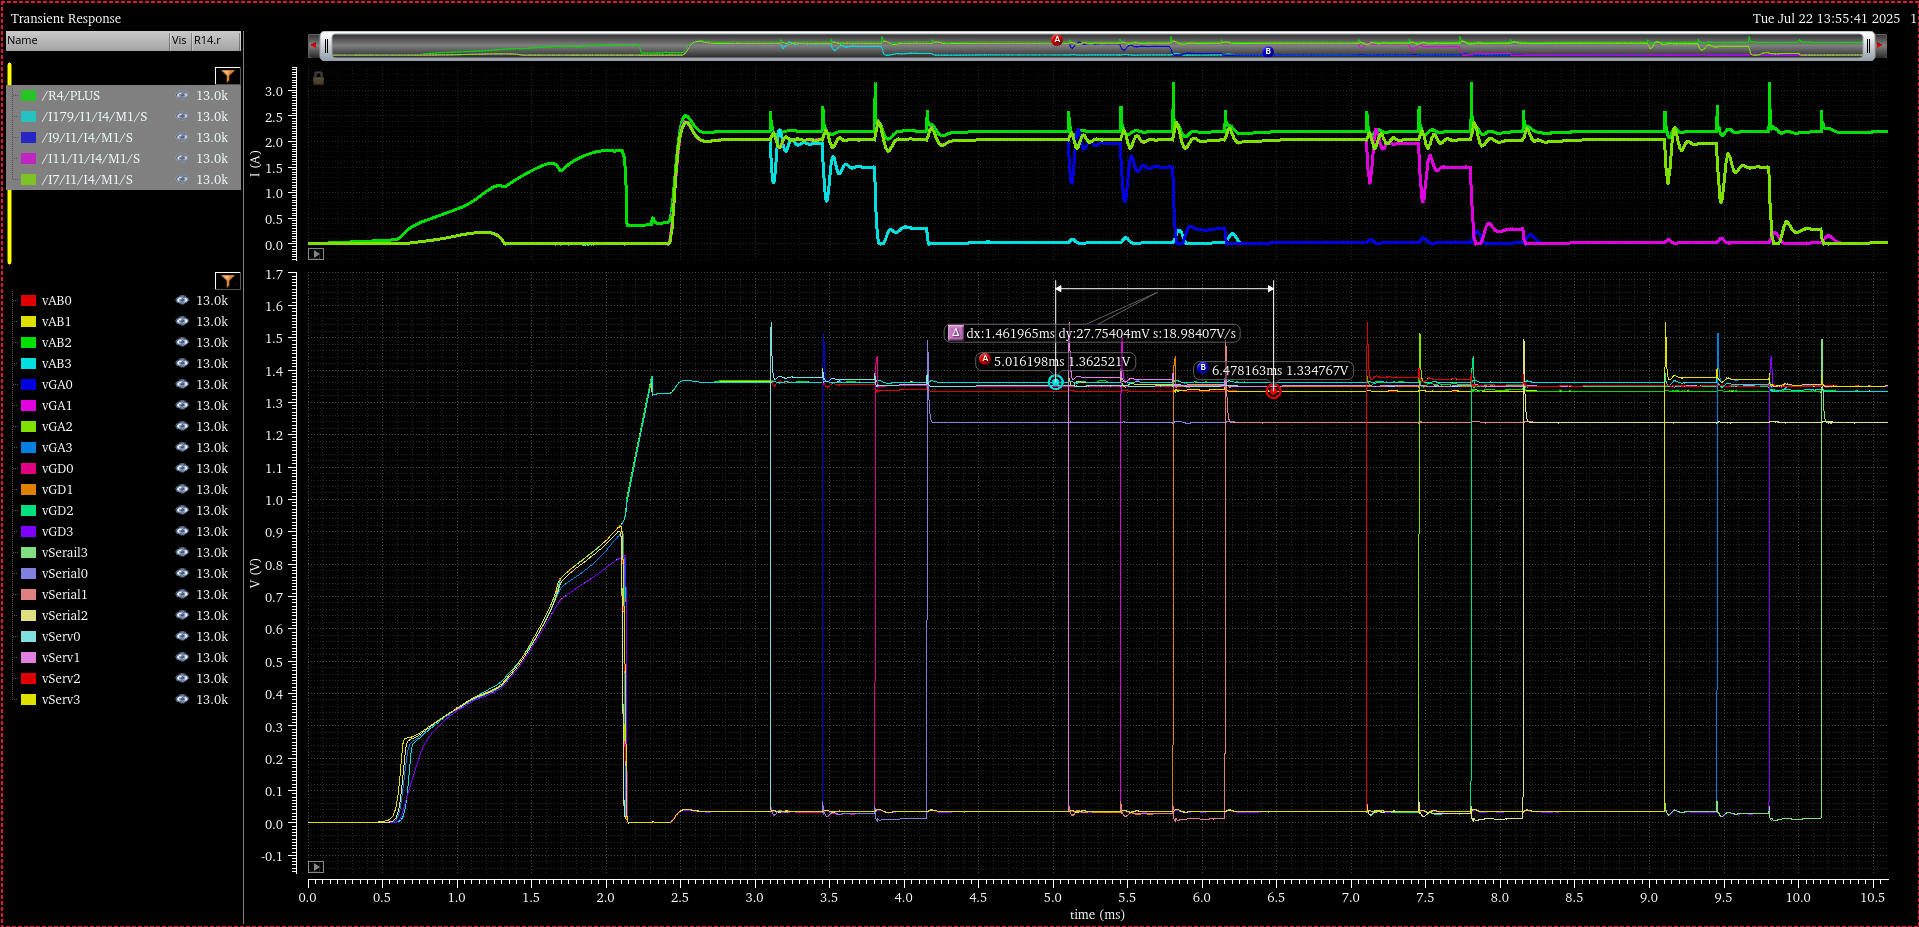 Transient Response
Tue Jul 22 13:55:41 2025 1
Name Vis R14.r
/R4/PLUS 13.0k
/I179/I1/I4/M1/S 13.0k
/I9/I1/I4/M1/S 13.0k
/I11/I1/I4/M1/S 13.0k
/I7/I1/I4/M1/S 13.0k
vAB0 13.0k
vAB1 13.0k
vAB2 13.0k
vAB3 13.0k
vGA0 13.0k
vGA1 13.0k
vGA2 13.0k
vGA3 13.0k
vGD0 13.0k
vGD1 13.0k
vGD2 13.0k
vGD3 13.0k
vSerail3 13.0k
vSerial0 13.0k
vSerial1 13.0k
vSerial2 13.0k
vServ0 13.0k
vServ1 13.0k
vServ2 13.0k
vServ3 13.0k
A
B
I (A)
3.0
2.5
2.0
1.5
1.0
0.5
0.0
V (V)
1.7
1.6
1.5
1.4
1.3
1.2
1.1
1.0
0.9
0.8
0.7
0.6
0.5
0.4
0.3
0.2
0.1
0.0
-0.1
Δ dx:1.461965ms dy:27.75404mV s:18.98407V/s
A 5.016198ms 1.362521V
B 6.478163ms 1.334767V
0.0 0.5 1.0 1.5 2.0 2.5 3.0 3.5 4.0 4.5 5.0 5.5 6.0 6.5 7.0 7.5 8.0 8.5 9.0 9.5 10.0 10.5
time (ms)